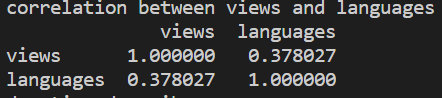 correlation between views and languages
views languages
views 1.000000 0.378027
languages 0.378027 1.000000